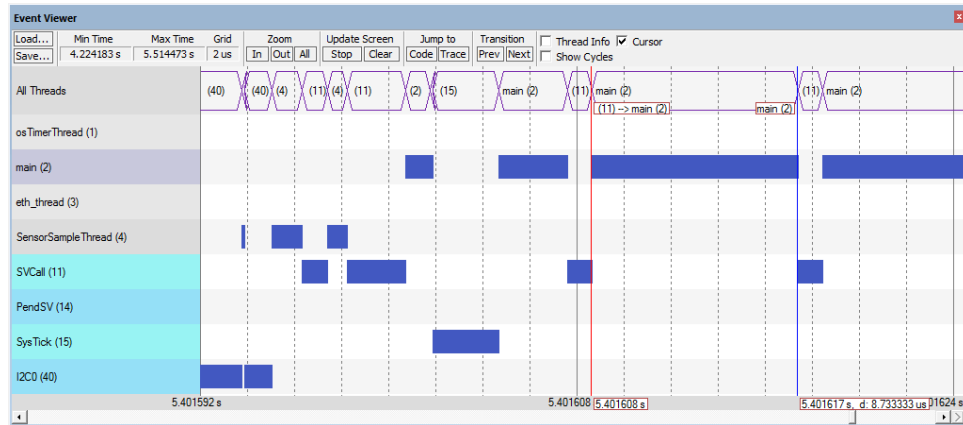 Event Viewer
Load... Min Time Max Time Grid Zoom Update Screen Jump to Transition Thread Info Cursor
Save... 4.224183 s 5.514473 s 2 us In Out All Stop Clear Code Trace Prev Next Show Cycles
All Threads (40) (40) (4) (11) (4) (11) (2) (15) main (2) (11) main (2) (11) main (2)
(11) --> main (2) main (2)
osTimerThread (1)
main (2)
eth_thread (3)
SensorSampleThread (4)
SVCall (11)
PendSV (14)
SysTick (15)
I2C0 (40)
5.401592 s 5.401608 5.401608 s 5.401617 s, d: 8.733333 us 01624 s